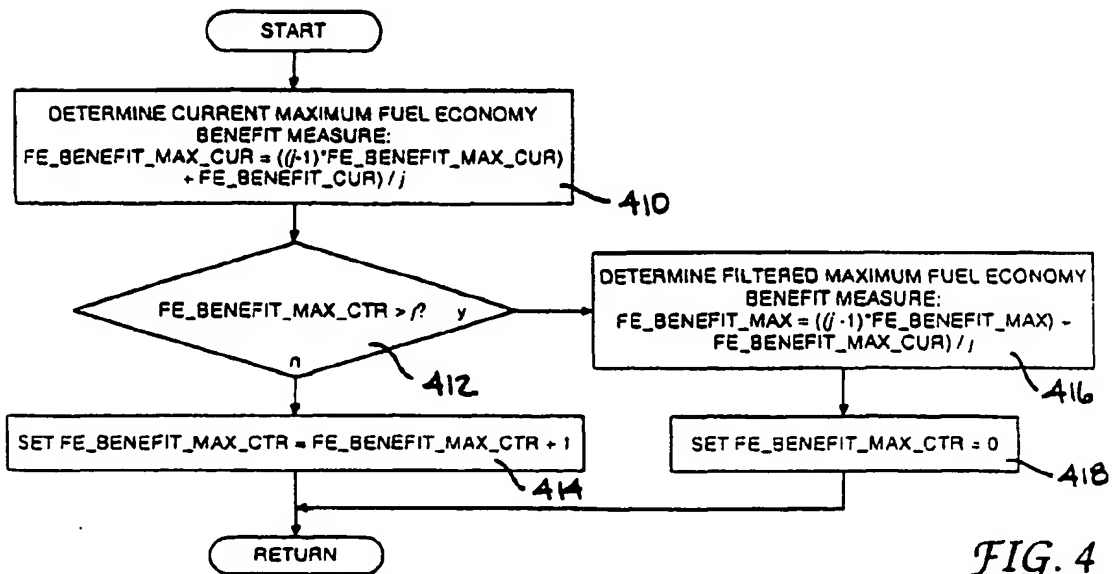 START
DETERMINE CURRENT MAXIMUM FUEL ECONOMY
BENEFIT MEASURE:
FE_BENEFIT_MAX_CUR = ((j-1)*FE_BENEFIT_MAX_CUR)
+ FE_BENEFIT_CUR) / j
410
FE_BENEFIT_MAX_CTR > j?
y
n
412
DETERMINE FILTERED MAXIMUM FUEL ECONOMY
BENEFIT MEASURE:
FE_BENEFIT_MAX = ((j -1)*FE_BENEFIT_MAX) -
FE_BENEFIT_MAX_CUR) / j
416
SET FE_BENEFIT_MAX_CTR = FE_BENEFIT_MAX_CTR + 1
414
SET FE_BENEFIT_MAX_CTR = 0
418
RETURN
FIG. 4